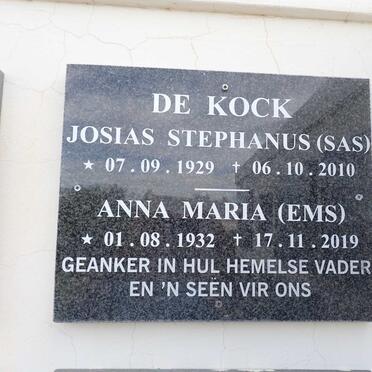 DE KOCK
JOSIAS STEPHANUS (SAS)
★ 07.09.1929 † 06.10.2010
ANNA MARIA (EMS)
★ 01.08.1932 † 17.11.2019
GEANKER IN HUL HEMELSE VADER
EN 'N SEËN VIR ONS